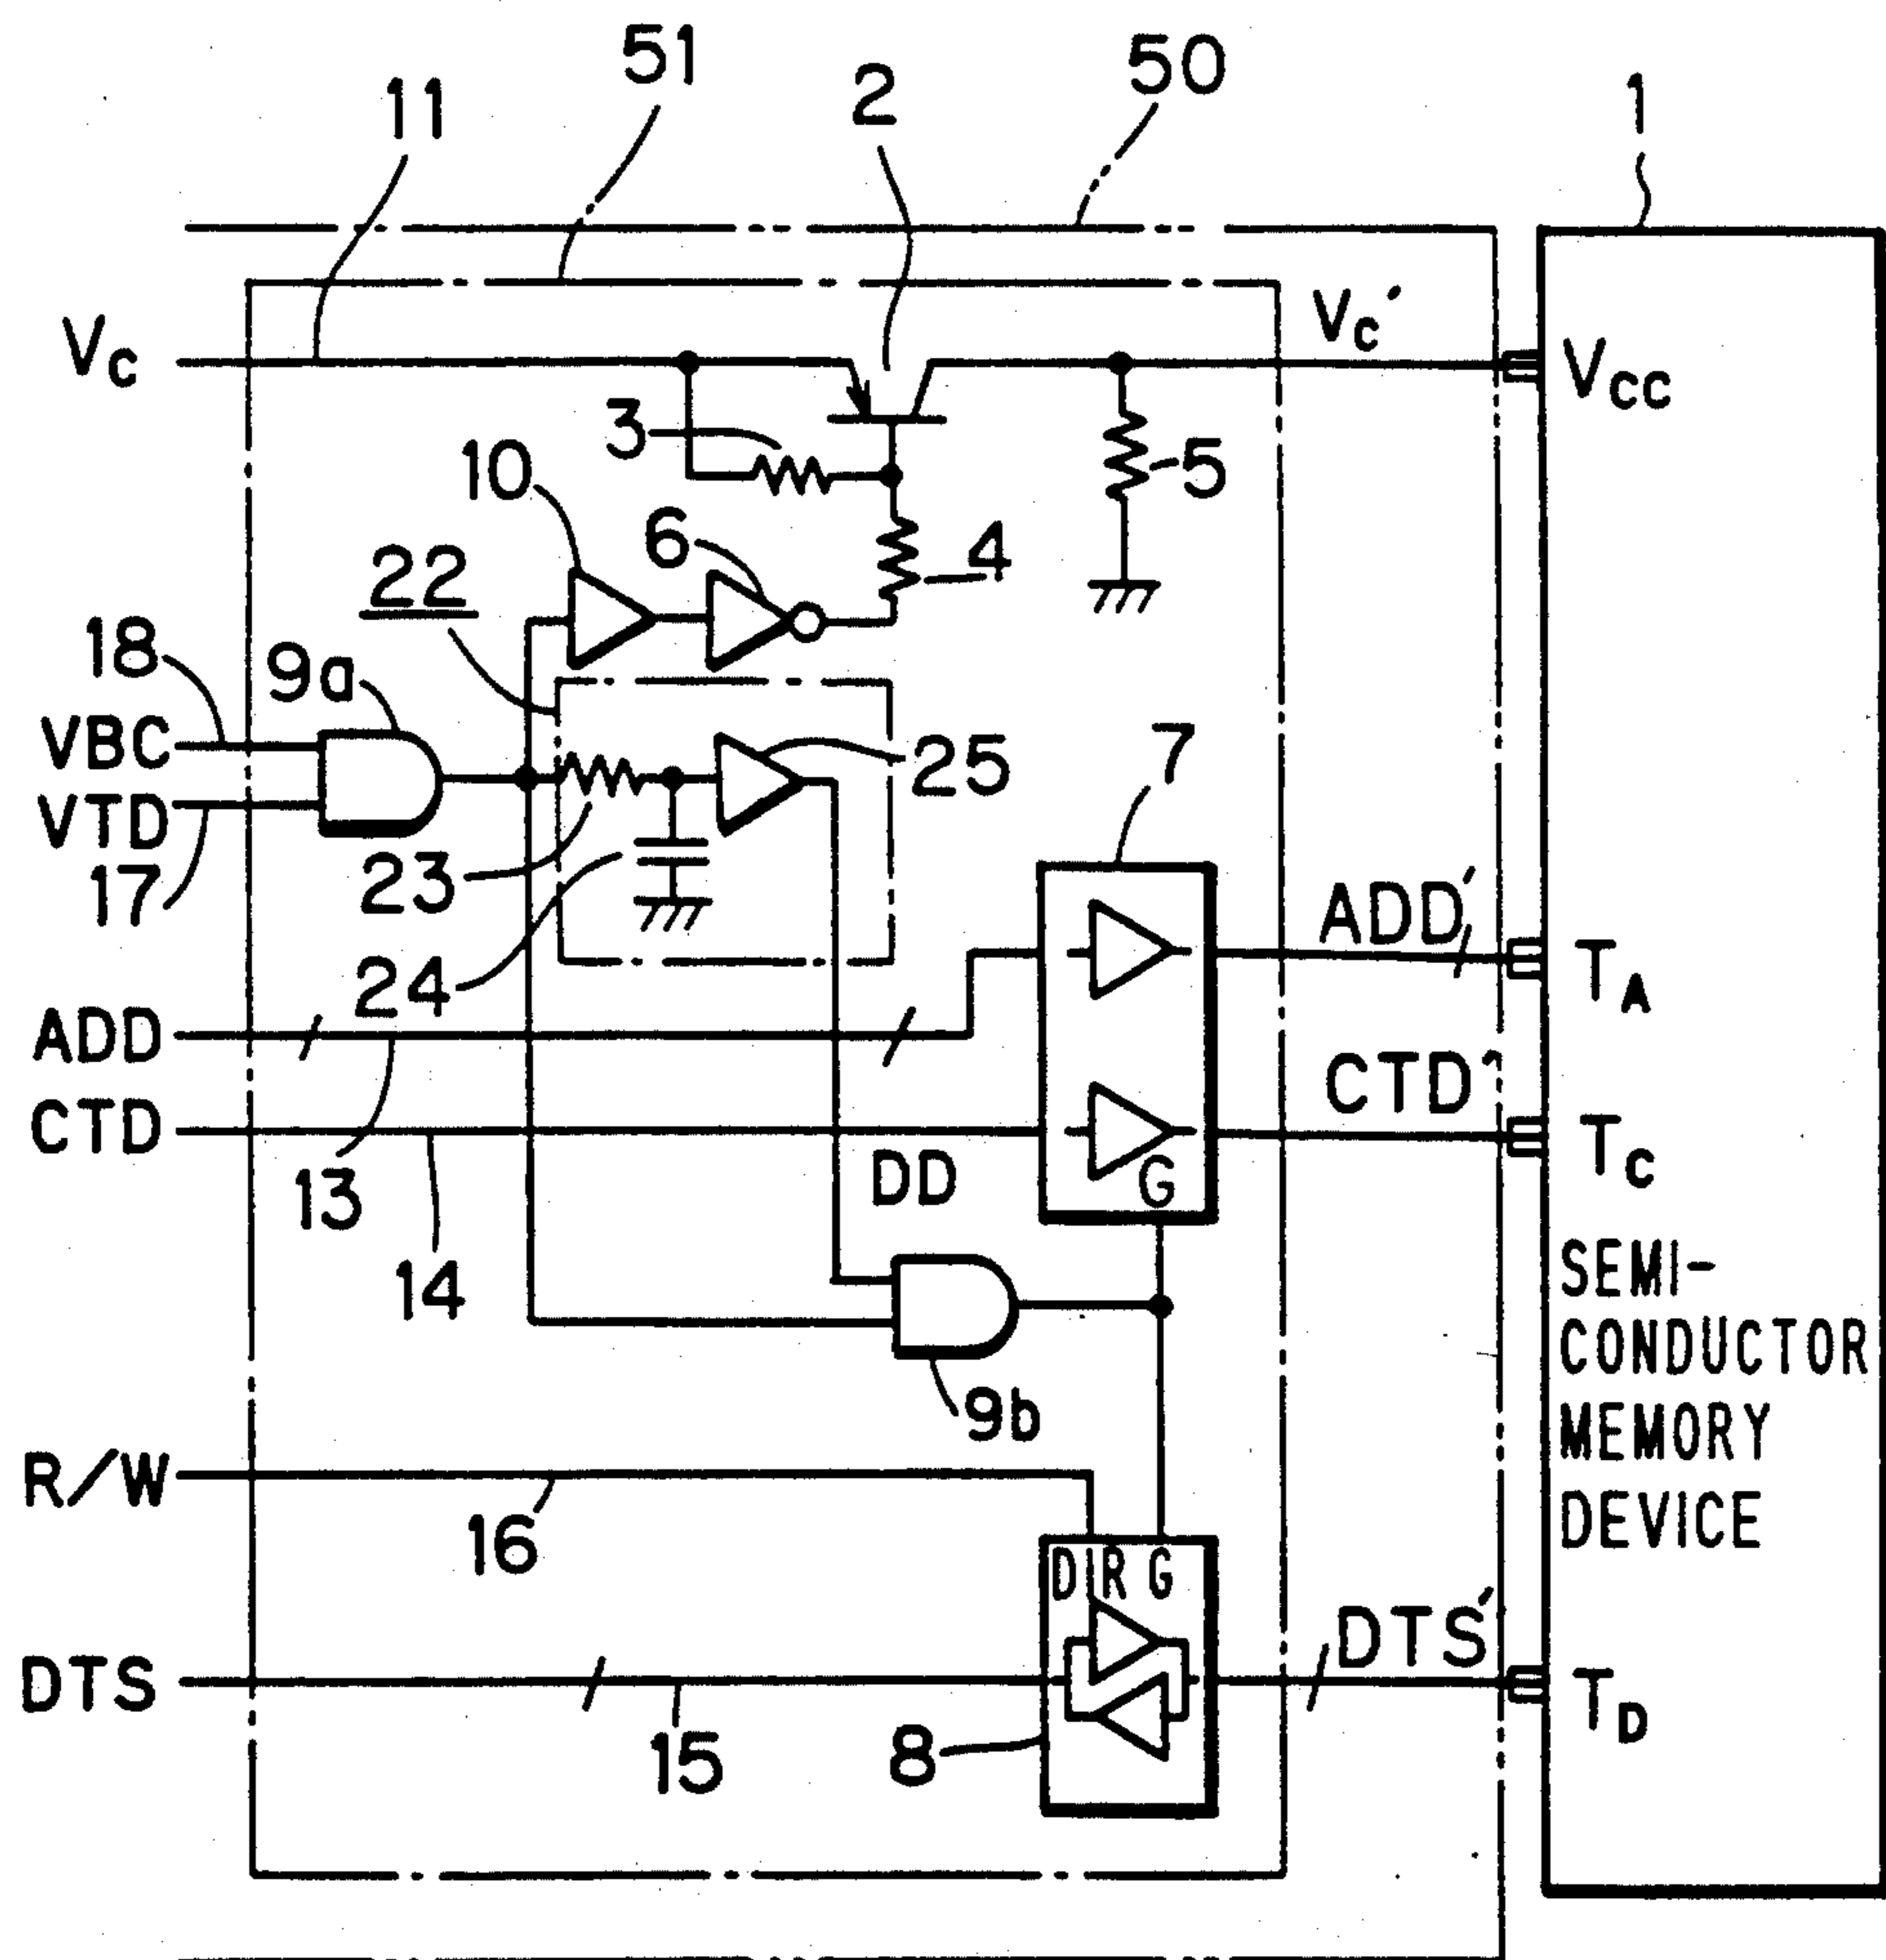 51
50
2
1
11
Vc
Vc'
Vcc
3
10
5
6
4
22
18
9a
VBC
25
7
VTD
17
23
ADD'
24
TA
ADD
CTD'
CTD
TC
DD
G
13
14
SEMI-
CONDUCTOR
MEMORY
DEVICE
9b
R/W
16
DIR G
DTS'
DTS
TD
15
8